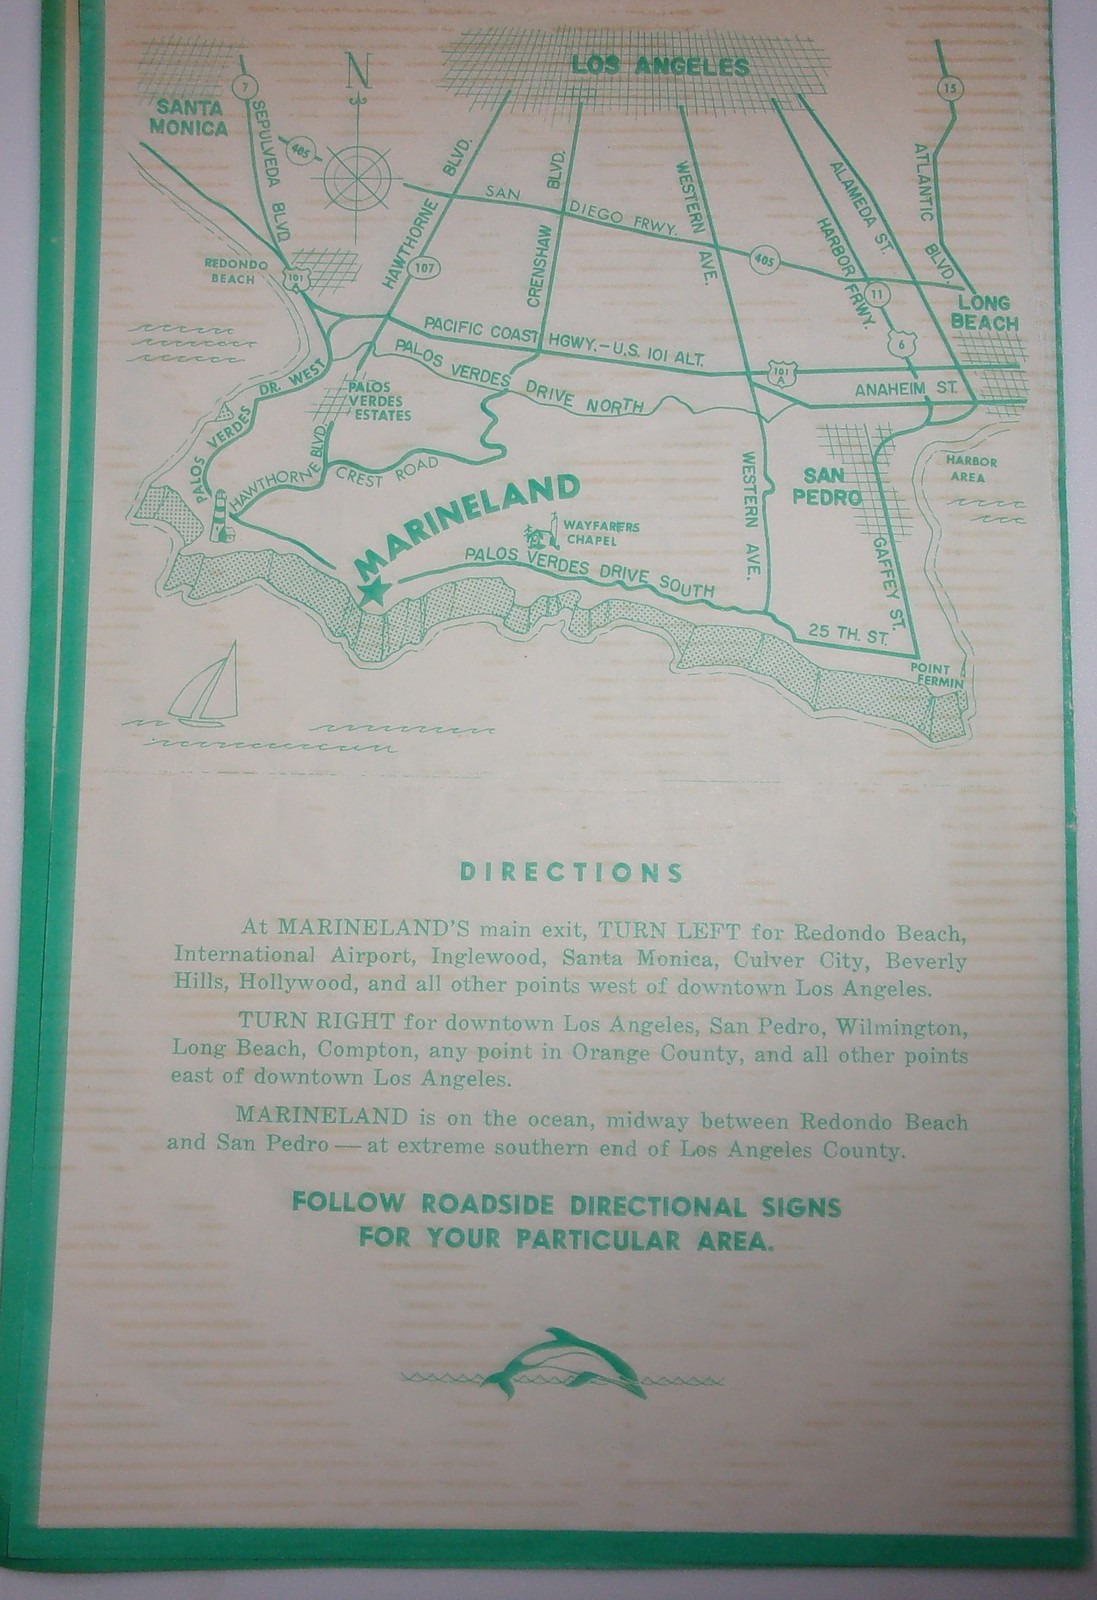 LOS ANGELES
N
15
7
SANTA
MONICA
SEPULVEDA BLVD.
405
HAWTHORNE BLVD.
CRENSHAW BLVD.
WESTERN AVE.
ALAMEDA ST.
ATLANTIC BLVD.
SAN DIEGO FRWY.
HARBOR FRWY.
405
REDONDO
BEACH
101
A
107
11
LONG
BEACH
6
PACIFIC COAST HGWY.-U.S. 101 ALT.
101
A
PALOS VERDES DRIVE NORTH
ANAHEIM ST.
PALOS VERDES DR. WEST
PALOS
VERDES
ESTATES
HAWTHORNE BLVD.
CREST ROAD
WESTERN AVE.
SAN
PEDRO
HARBOR
AREA
MARINELAND
WAYFARERS
CHAPEL
PALOS VERDES DRIVE SOUTH
GAFFEY ST.
25 TH. ST.
POINT
FERMIN
DIRECTIONS
At MARINELAND'S main exit, TURN LEFT for Redondo Beach,
International Airport, Inglewood, Santa Monica, Culver City, Beverly
Hills, Hollywood, and all other points west of downtown Los Angeles.
TURN RIGHT for downtown Los Angeles, San Pedro, Wilmington,
Long Beach, Compton, any point in Orange County, and all other points
east of downtown Los Angeles.
MARINELAND is on the ocean, midway between Redondo Beach
and San Pedro — at extreme southern end of Los Angeles County.
FOLLOW ROADSIDE DIRECTIONAL SIGNS
FOR YOUR PARTICULAR AREA.